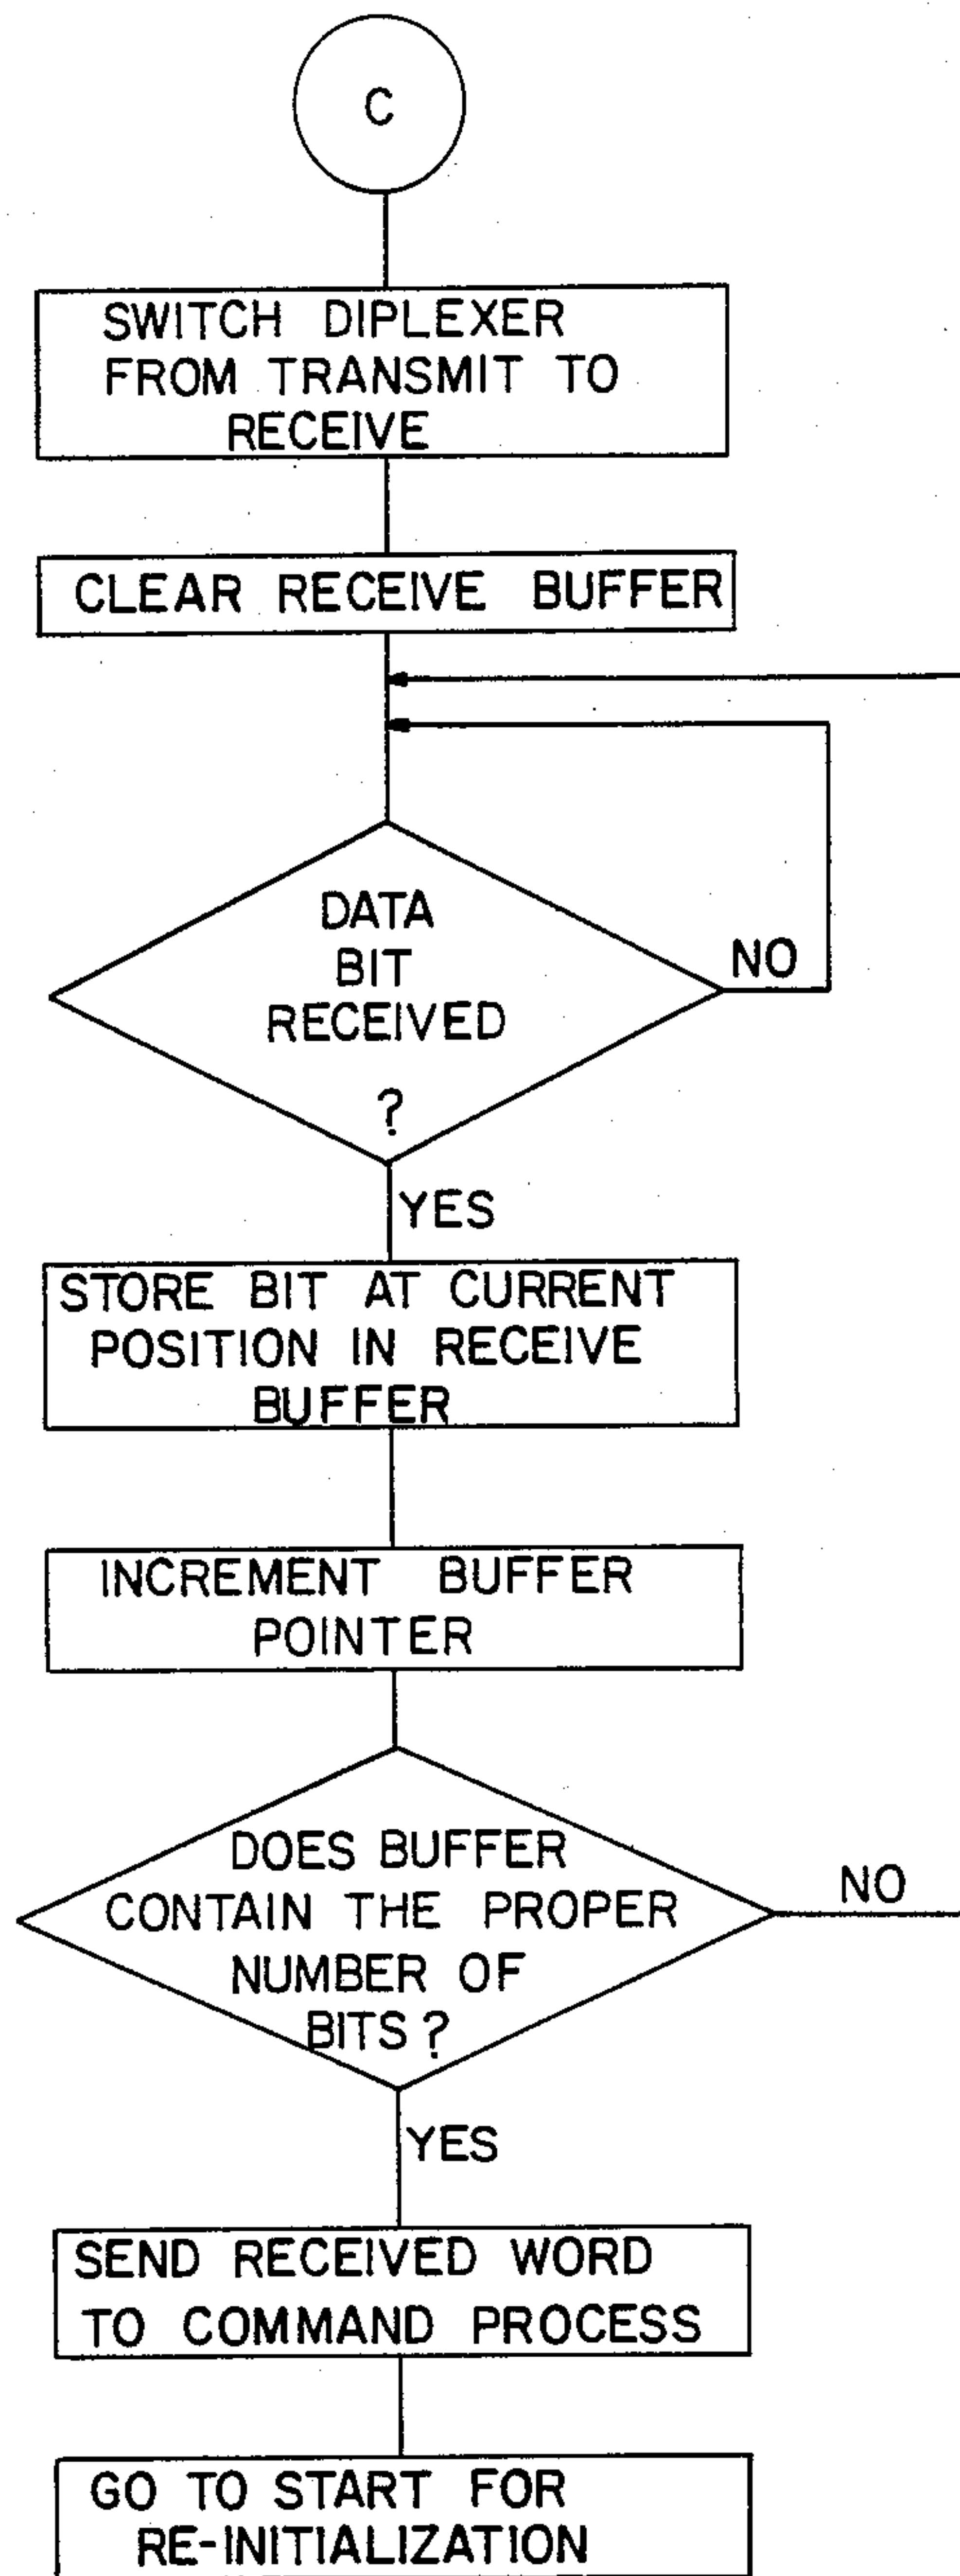 C
SWITCH DIPLEXER
FROM TRANSMIT TO
RECEIVE
CLEAR RECEIVE BUFFER
DATA
BIT
RECEIVED
?
NO
YES
STORE BIT AT CURRENT
POSITION IN RECEIVE
BUFFER
INCREMENT BUFFER
POINTER
DOES BUFFER
CONTAIN THE PROPER
NUMBER OF
BITS?
NO
YES
SEND RECEIVED WORD
TO COMMAND PROCESS
GO TO START FOR
RE-INITIALIZATION